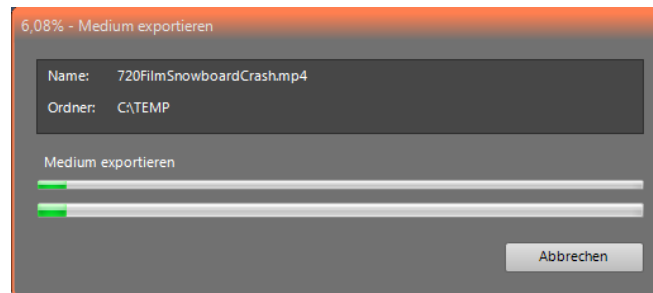 6,08% - Medium exportieren
Name: 720FilmSnowboardCrash.mp4
Ordner: C:\TEMP
Medium exportieren
Abbrechen